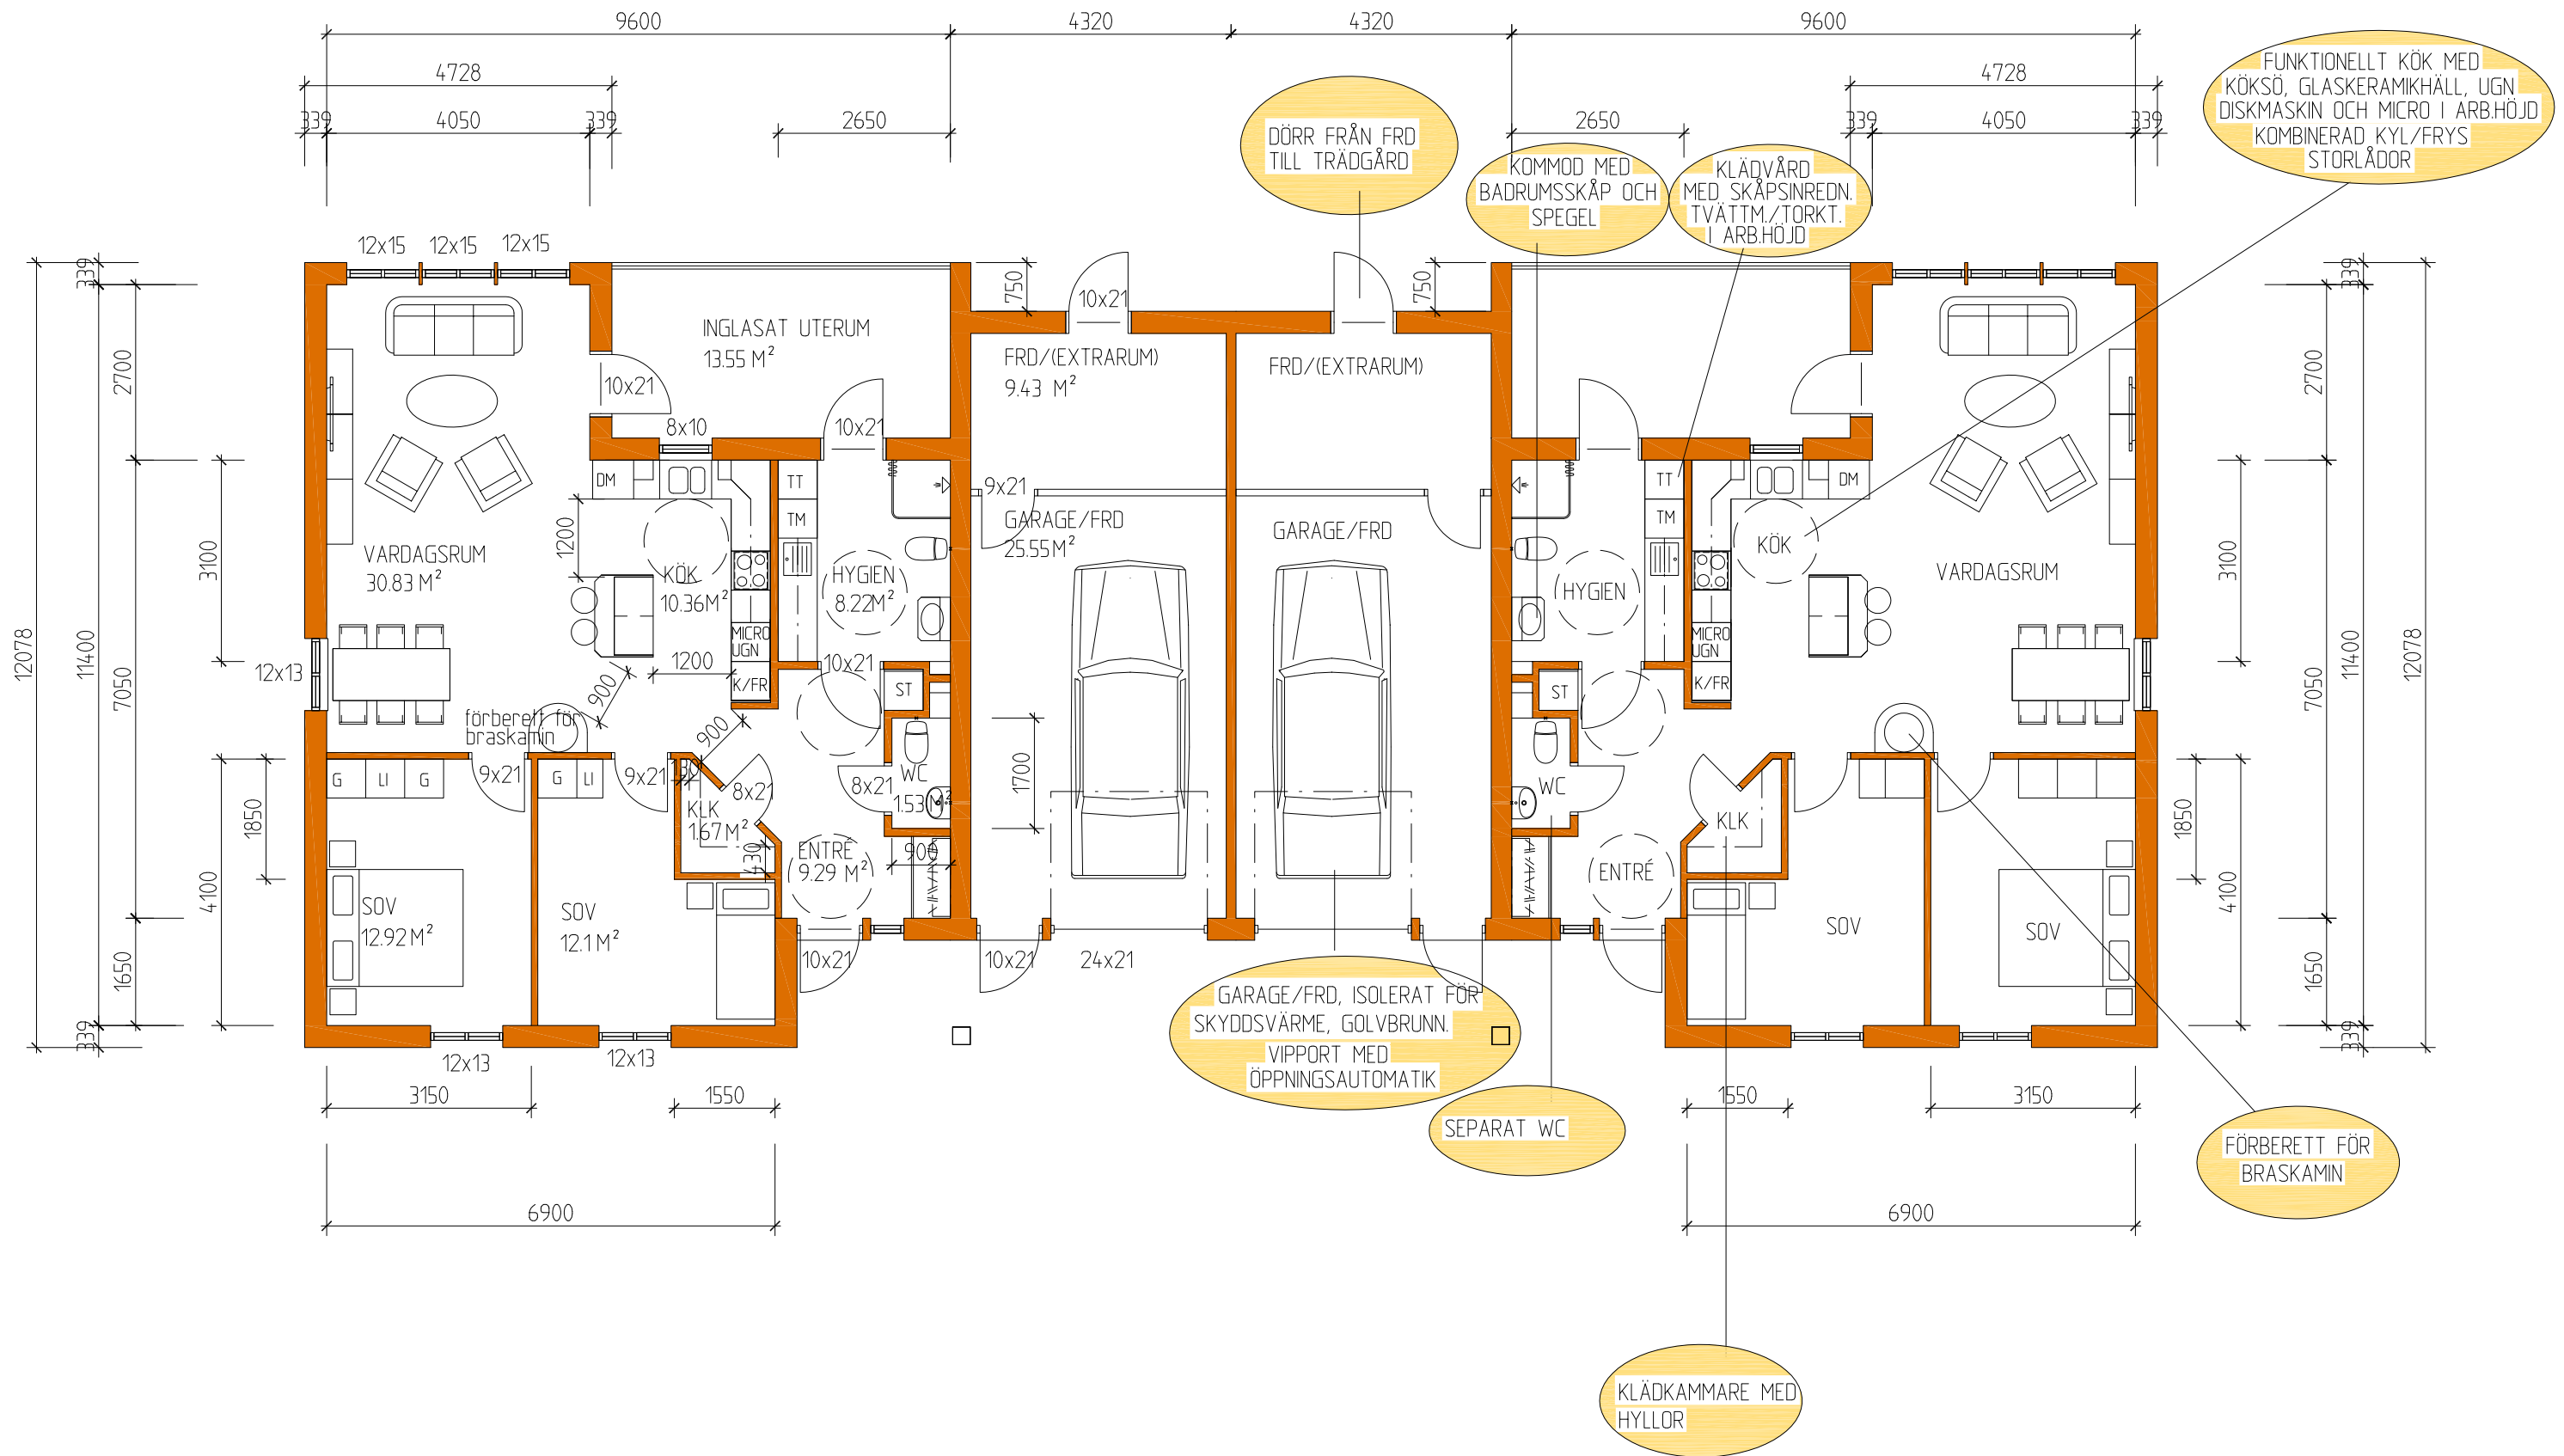 9600
4320
4320
9600
4728
4728
339
4050
339
2650
2650
339
4050
339
FUNKTIONELLT KÖK MED
KÖKSÖ, GLASKERAMIKHÄLL, UGN
DISKMASKIN OCH MICRO I ARB.HÖJD
KOMBINERAD KYL/FRYS
STORLÅDOR
DÖRR FRÅN FRD
TILL TRÄDGÅRD
KOMMOD MED
BADRUMSSKÅP OCH
SPEGEL
KLÄDVÅRD
MED SKÅPSINREDN.
TVÄTTM./TORKT.
I ARB.HÖJD
12x15
12x15
12x15
339
750
10x21
750
339
INGLASAT UTERUM
13.55 M²
FRD/(EXTRARUM)
9.43 M²
FRD/(EXTRARUM)
2700
10x21
2700
8x10
10x21
DM
TT
TM
9x21
GARAGE/FRD
25.55M²
GARAGE/FRD
TT
TM
DM
1200
VARDAGSRUM
30.83 M²
KÖK
10.36M²
HYGIEN
8.22M²
HYGIEN
KÖK
VARDAGSRUM
3100
3100
12078
11400
7050
7050
11400
12078
MICRO
UGN
K/FR
MICRO
UGN
K/FR
12x13
1200
900
10x21
ST
ST
förberett för
braskamin
900
G
LI
G
9x21
G
LI
9x21
130
8x21
8x21
WC
1.53M²
1700
WC
KLK
1.67M²
KLK
1850
1850
430
ENTRÉ
9.29 M²
900
ENTRÉ
4100
4100
SOV
12.92M²
SOV
12.1M²
SOV
SOV
1650
1650
10x21
10x21
24x21
GARAGE/FRD, ISOLERAT FÖR
SKYDDSVÄRME, GOLVBRUNN.
VIPPORT MED
ÖPPNINGSAUTOMATIK
339
12x13
12x13
339
3150
1550
1550
3150
SEPARAT WC
FÖRBERETT FÖR
BRASKAMIN
6900
6900
KLÄDKAMMARE MED
HYLLOR